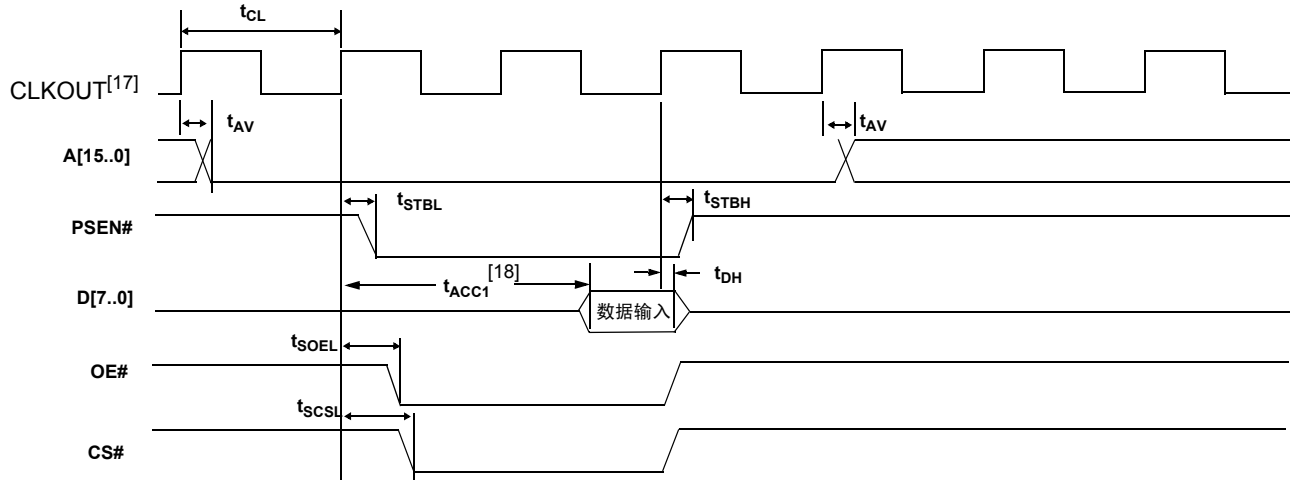 tCL
CLKOUT[17]
tAV
tAV
A[15..0]
tSTBL
tSTBH
PSEN#
[18]
tACC1
tDH
D[7..0]
数据输入
tSOEL
OE#
tSCSL
CS#